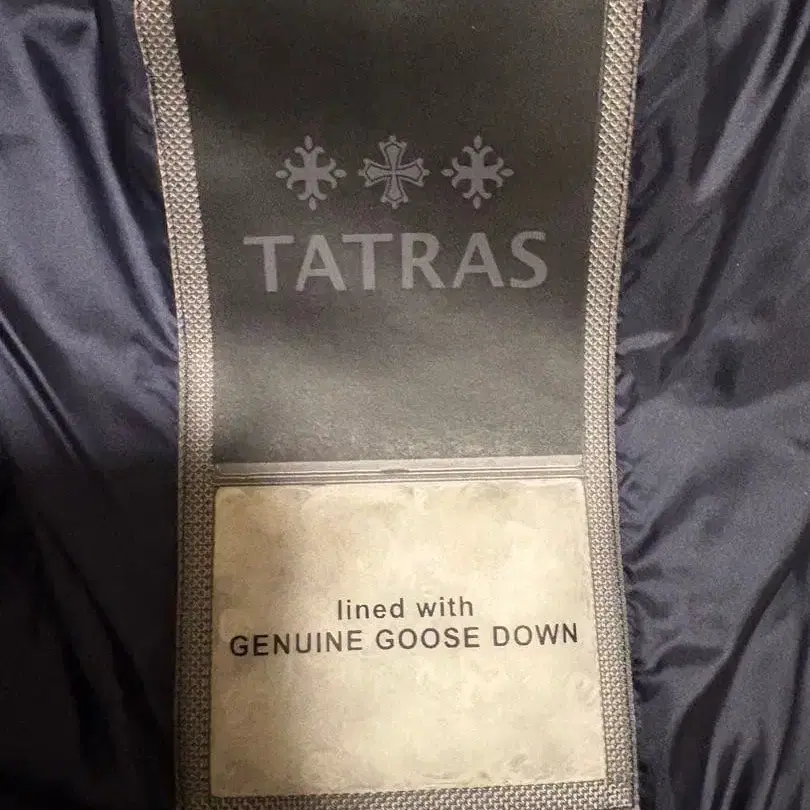 TATRAS
lined with
GENUINE GOOSE DOWN